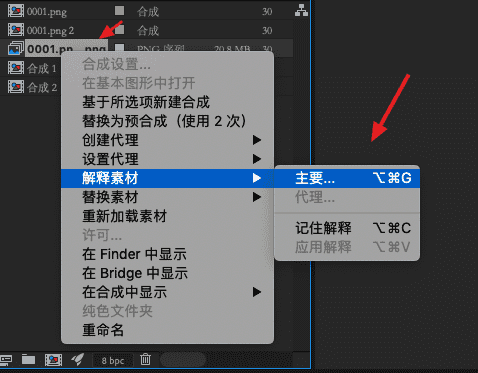 0001.png 合成 30
0001.png 2 合成 30
0001.pn...png PNG 序列 20.8 MB 30
合成 1
合成 2
合成设置...
在基本图形中打开
基于所选项新建合成
替换为预合成（使用 2 次）
创建代理
设置代理
解释素材
主要... ⌥⌘G
替换素材
代理...
重新加载素材
记住解释 ⌥⌘C
许可...
应用解释 ⌥⌘V
在 Finder 中显示
在 Bridge 中显示
在合成中显示
纯色文件夹
重命名
8 bpc